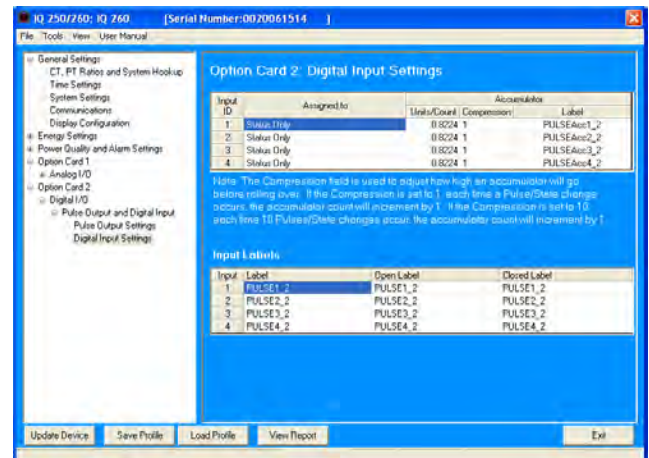 IQ 250/260; IQ 260 [Serial Number:0020061514 ]
File Tools View User Manual
General Settings
CT, PT Ratios and System Hookup
Time Settings
System Settings
Communications
Display Configuration
Energy Settings
Power Quality and Alarm Settings
Option Card 1
Analog I/O
Option Card 2
Digital I/O
Pulse Output and Digital Input
Pulse Output Settings
Digital Input Settings
Option Card 2: Digital Input Settings
Input ID Assigned to Accumulator
Units/Count Compression Label
1 Status Only 0.8224 1 PULSEAcc1_2
2 Status Only 0.8224 1 PULSEAcc2_2
3 Status Only 0.8224 1 PULSEAcc3_2
4 Status Only 0.8224 1 PULSEAcc4_2
Note: The Compression field is used to adjust how high an accumulator will go
before rolling over. If the Compression is set to 1, each time a Pulse/State change
occurs, the accumulator count will increment by 1. If the Compression is set to 10,
each time 10 Pulses/State changes occur, the accumulator count will increment by 1.
Input Labels
Input Label Open Label Closed Label
1 PULSE1_2 PULSE1_2 PULSE1_2
2 PULSE2_2 PULSE2_2 PULSE2_2
3 PULSE3_2 PULSE3_2 PULSE3_2
4 PULSE4_2 PULSE4_2 PULSE4_2
Update Device Save Profile Load Profile View Report Exit